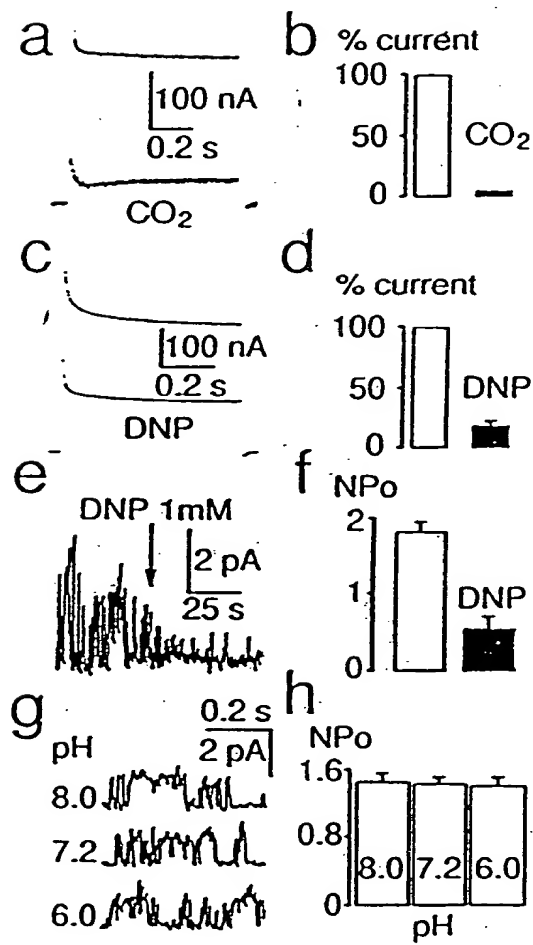 a
100 nA
0.2 s
CO₂
b
% current
100
50
0
CO₂
c
100 nA
0.2 s
DNP
d
% current
100
50
0
DNP
e
DNP 1mM
2 pA
25 s
f
NPo
2
1
0
DNP
g
0.2 s
2 pA
pH
8.0
7.2
6.0
h
NPo
1.6
0.8
0
8.0 7.2 6.0
pH